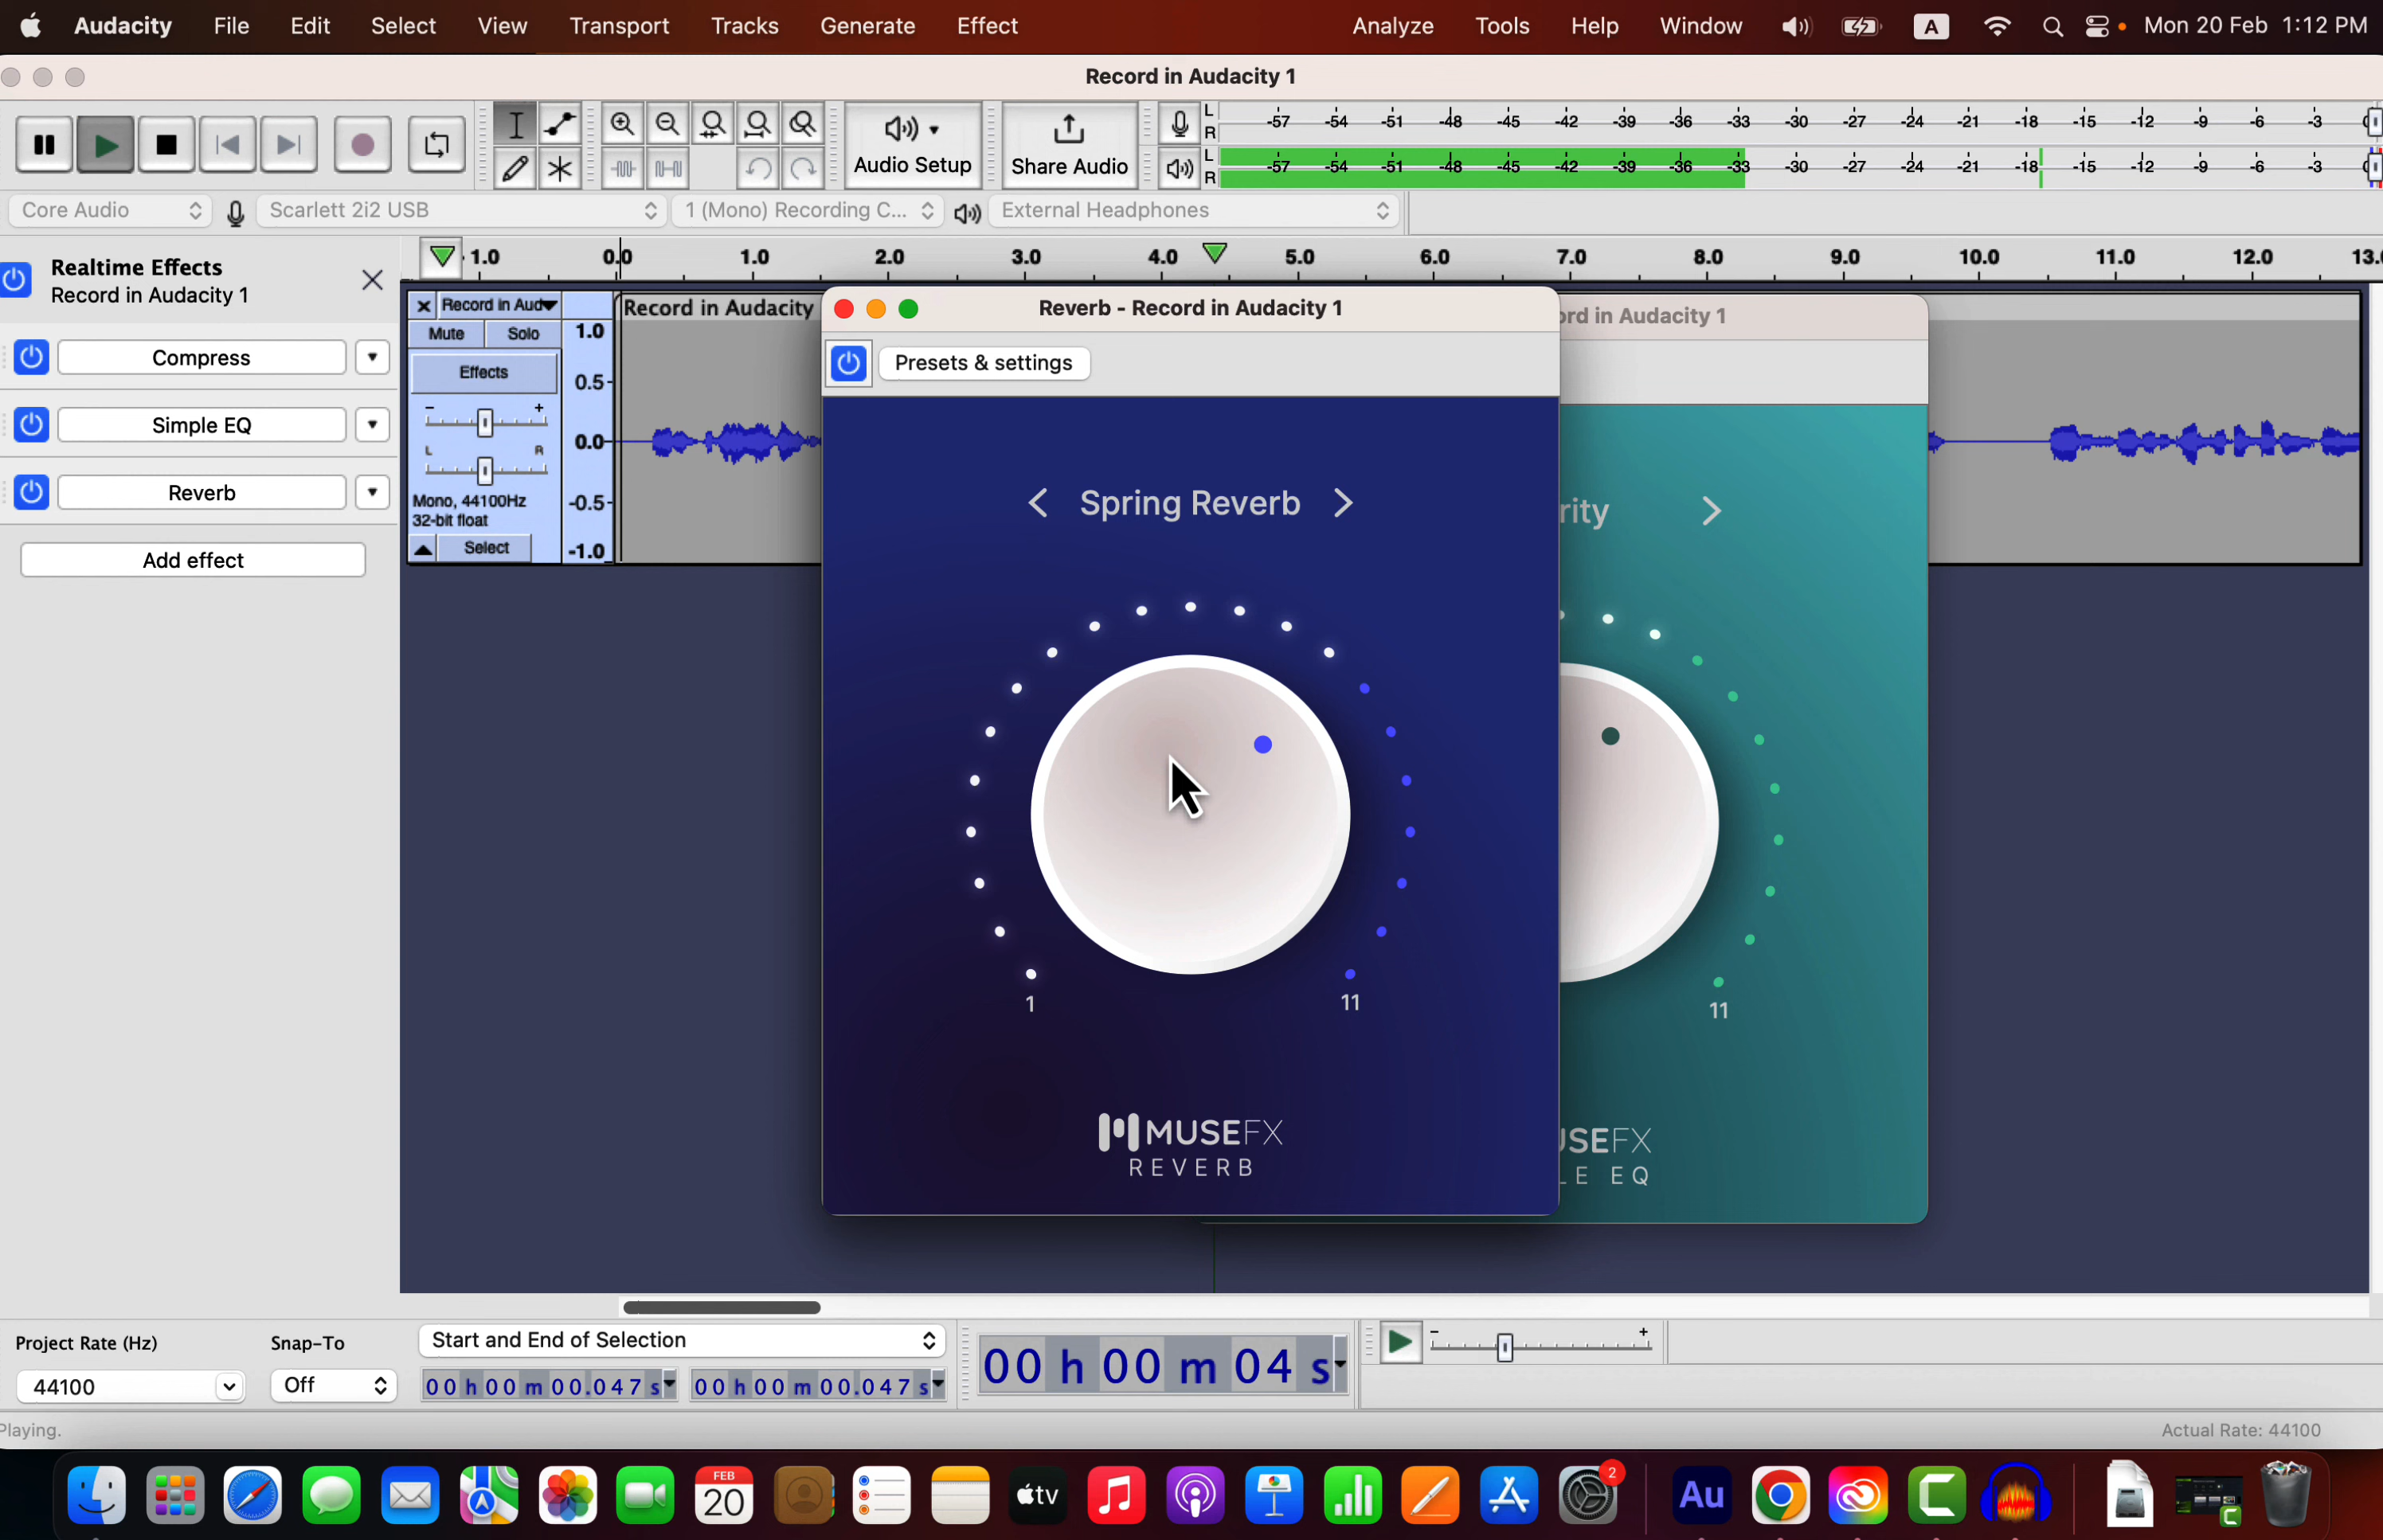 Audacity File Edit Select View Transport Tracks Generate Effect Analyze Tools Help Window A Mon 20 Feb 1:12 PM
Record in Audacity 1
Audio Setup
Share Audio
L
R
-57 -54 -51 -48 -45 -42 -39 -36 -33 -30 -27 -24 -21 -18 -15 -12 -9 -6 -3
L
R
-57 -54 -51 -48 -45 -42 -39 -36 -33 -30 -27 -24 -21 -18 -15 -12 -9 -6 -3
Core Audio Scarlett 2i2 USB 1 (Mono) Recording C... External Headphones
1.0 0.0 1.0 2.0 3.0 4.0 5.0 6.0 7.0 8.0 9.0 10.0 11.0 12.0 13.
Realtime Effects
Record in Audacity 1
Compress
Simple EQ
Reverb
Add effect
Record in Aud
Mute Solo
Effects
- +
L R
Mono, 44100Hz
32-bit float
Select
1.0
0.5
0.0
-0.5
-1.0
Record in Audacity
Reverb - Record in Audacity 1
Presets & settings
Spring Reverb
1 11
MUSEFX
REVERB
ord in Audacity 1
rity
11
USEFX
LE EQ
Project Rate (Hz) Snap-To Start and End of Selection
44100 Off 00 h 00 m 00.047 s 00 h 00 m 00.047 s
00 h 00 m 04 s
- +
Playing. Actual Rate: 44100
FEB
20
tv
2
Au